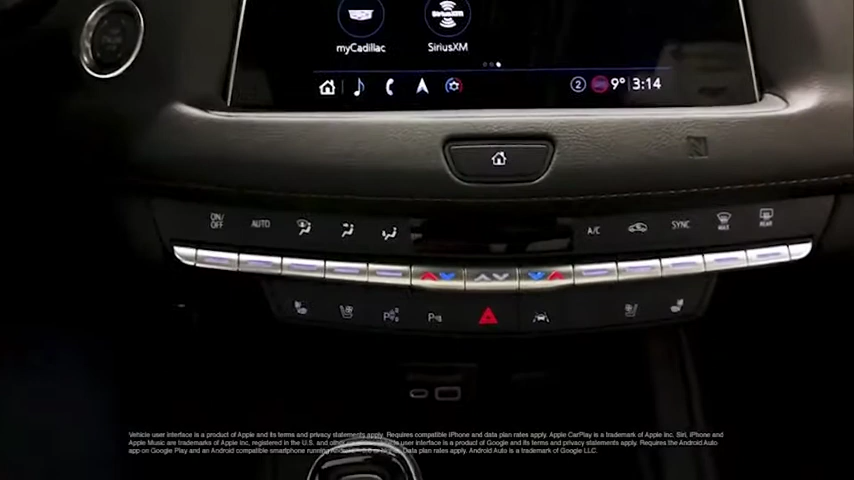 SiriusXM
myCadillac SiriusXM
2 9° 3:14
ON/
OFF
AUTO
A/C
SYNC
MAX
REAR
Vehicle user interface is a product of Apple and its terms and privacy statements apply. Requires compatible iPhone and data plan rates apply. Apple CarPlay is a trademark of Apple Inc. Siri, iPhone and
Apple Music are trademarks of Apple Inc, registered in the U.S. and other user interface is a product of Google and its terms and privacy statements apply. Requires the Android Auto
app on Google Play and an Android compatible smartphone running Data plan rates apply. Android Auto is a trademark of Google LLC.